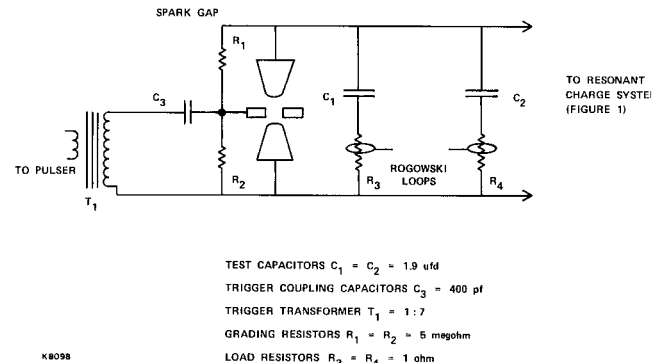 SPARK GAP
R1
C3
C1
C2
TO RESONANT
CHARGE SYSTE
(FIGURE 1)
TO PULSER
T1
R2
R3
ROGOWSKI
LOOPS
R4
TEST CAPACITORS C1 = C2 = 1.9 ufd
TRIGGER COUPLING CAPACITORS C3 = 400 pf
TRIGGER TRANSFORMER T1 = 1:7
GRADING RESISTORS R1 = R2 = 5 megohm
K8098
LOAD RESISTORS R3 = R4 = 1 ohm